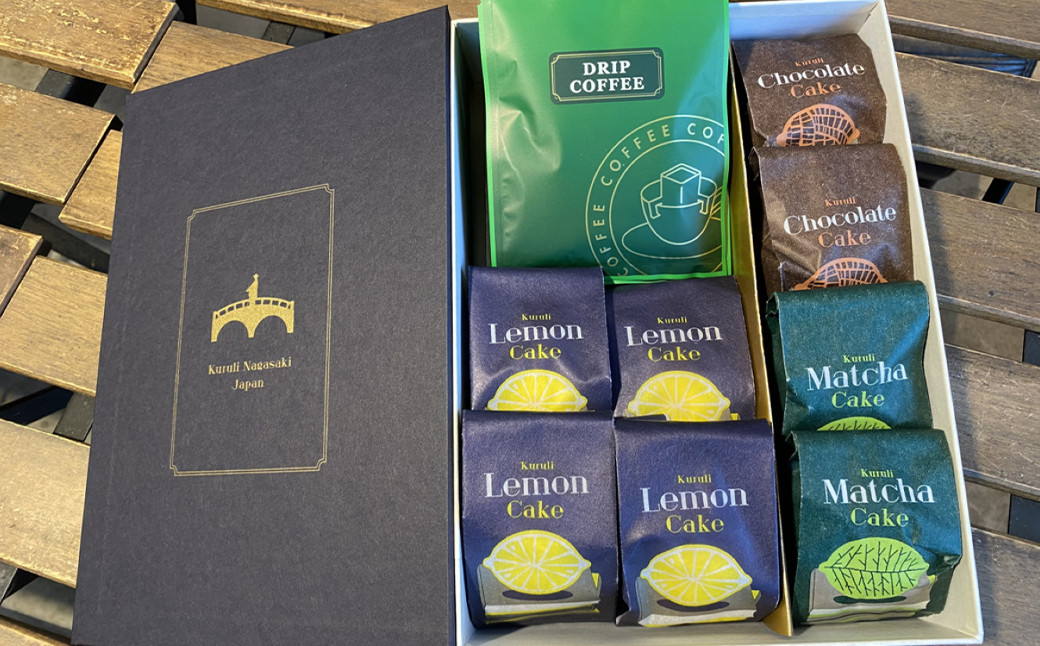 Kuruli Nagasaki
Japan
DRIP
COFFEE
COFFEE COFFEE COF
Kuruli
Chocolate
Cake
Kuruli
Chocolate
Cake
Kuruli
Lemon
Cake
Kuruli
Lemon
Cake
Kuruli
Matcha
Cake
Kuruli
Lemon
Cake
Kuruli
Lemon
Cake
Kuruli
Matcha
Cake